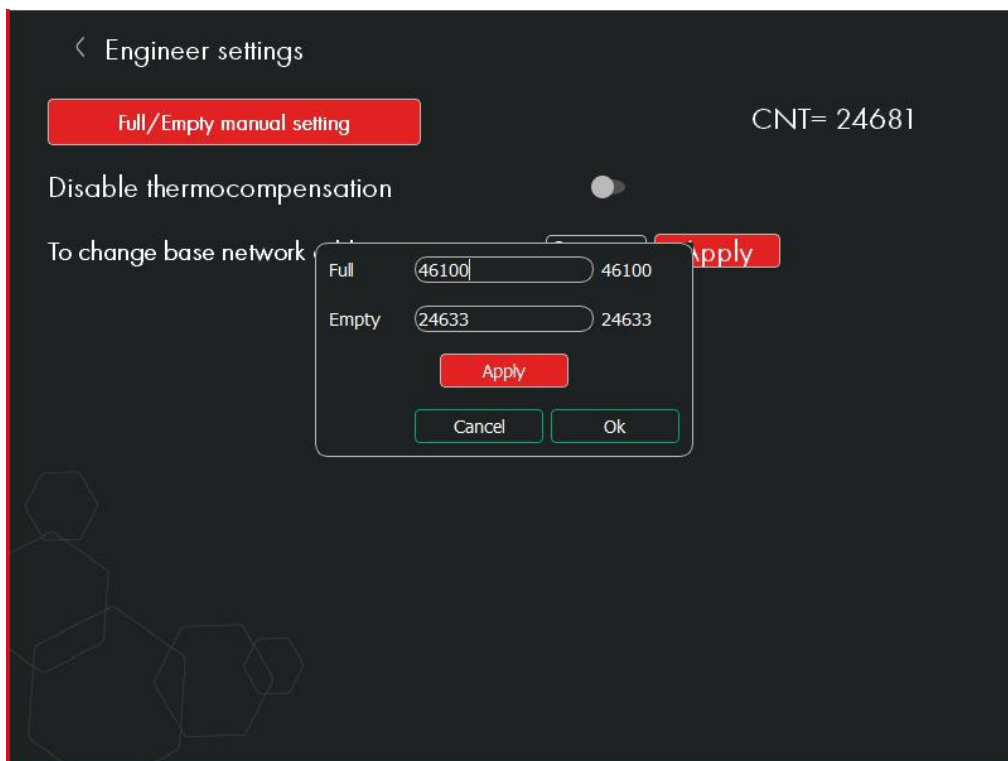 Engineer settings
Full/Empty manual setting
CNT= 24681
Disable thermocompensation
To change base network
Apply
Full 46100 46100
Empty 24633 24633
Apply
Cancel Ok